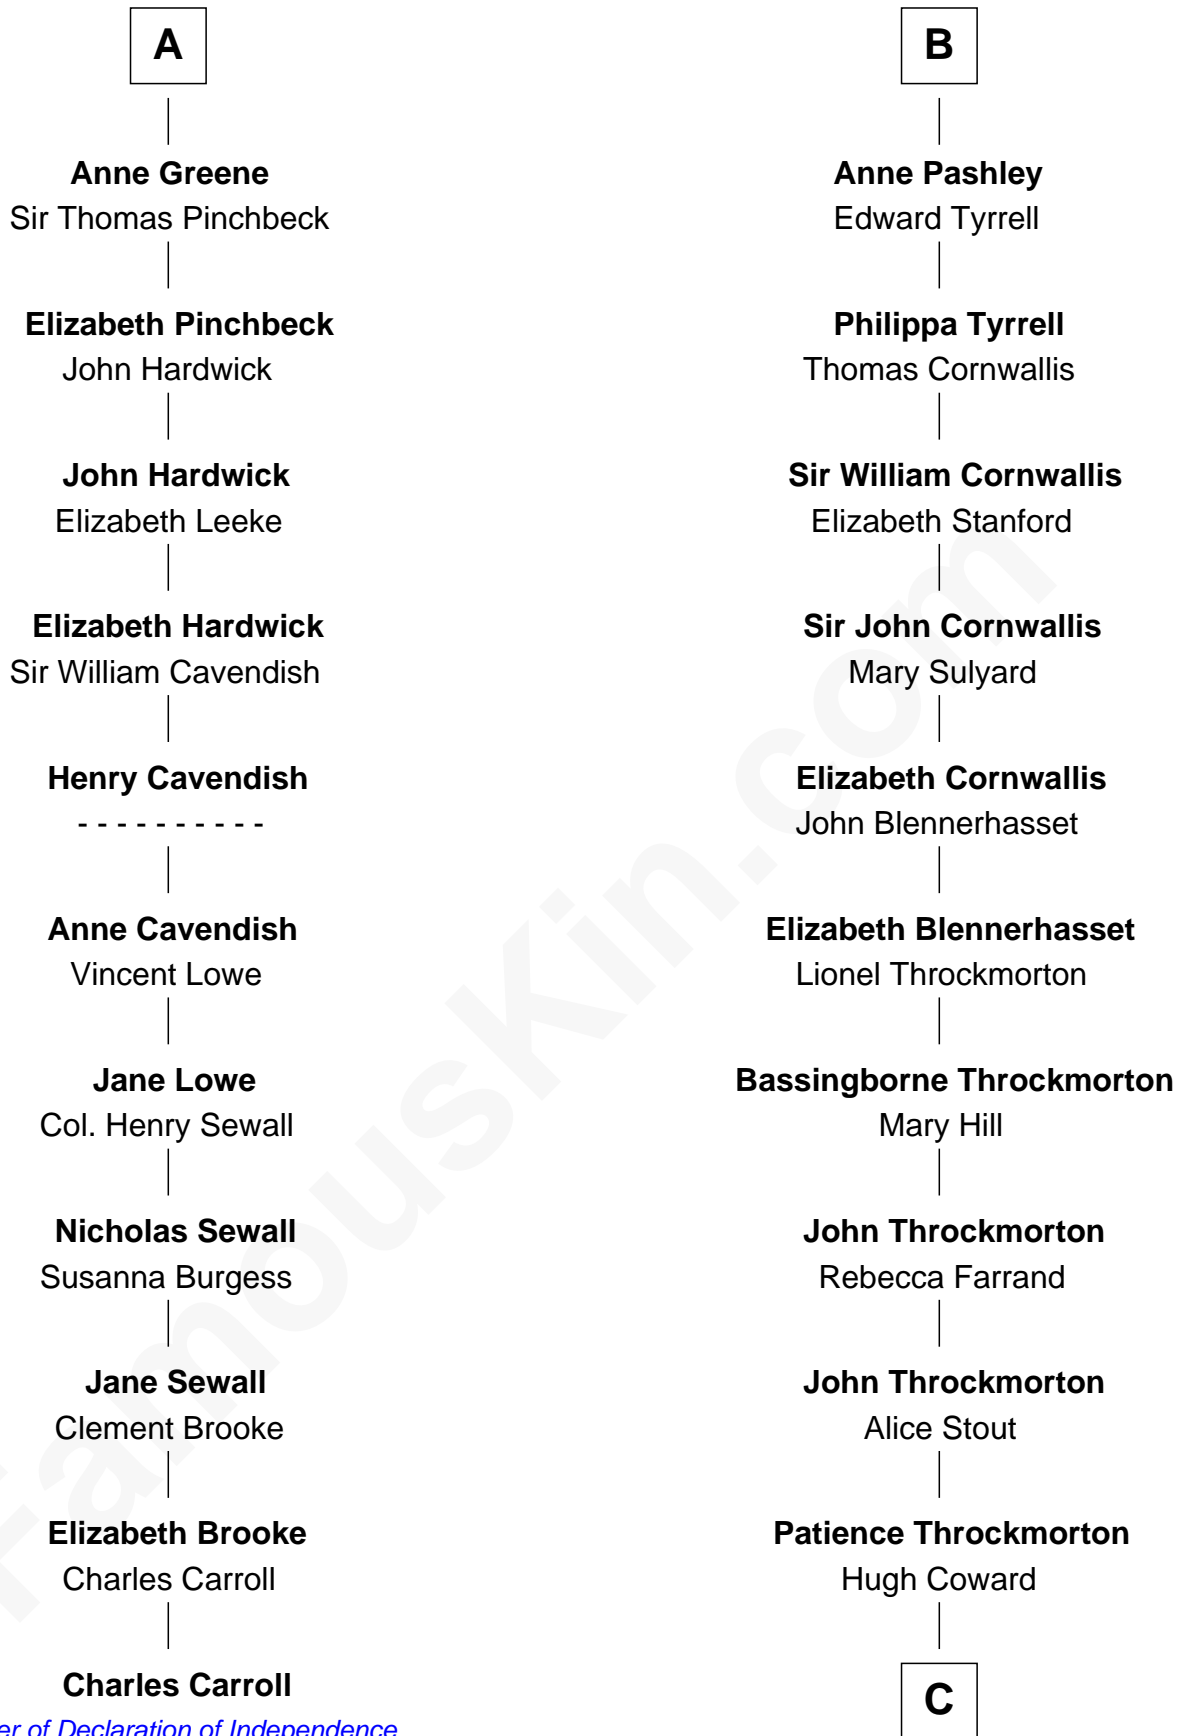 A
Anne Greene
Sir Thomas Pinchbeck
Elizabeth Pinchbeck
John Hardwick
John Hardwick
Elizabeth Leeke
Elizabeth Hardwick
Sir William Cavendish
Henry Cavendish
- - - - - - - - - -
Anne Cavendish
Vincent Lowe
Jane Lowe
Col. Henry Sewall
Nicholas Sewall
Susanna Burgess
Jane Sewall
Clement Brooke
Elizabeth Brooke
Charles Carroll
Charles Carroll
er of Declaration of Independence
B
Anne Pashley
Edward Tyrrell
Philippa Tyrrell
Thomas Cornwallis
Sir William Cornwallis
Elizabeth Stanford
Sir John Cornwallis
Mary Sulyard
Elizabeth Cornwallis
John Blennerhasset
Elizabeth Blennerhasset
Lionel Throckmorton
Bassingborne Throckmorton
Mary Hill
John Throckmorton
Rebecca Farrand
John Throckmorton
Alice Stout
Patience Throckmorton
Hugh Coward
C
FamousKin.com